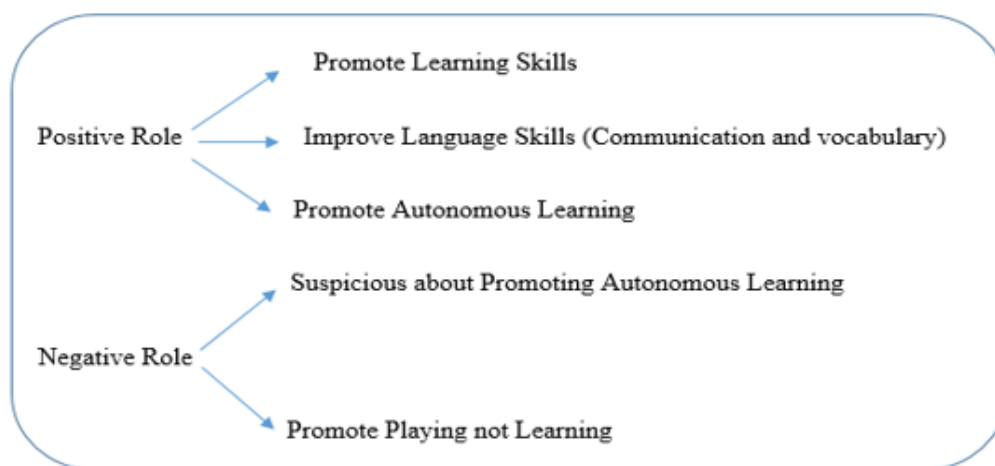 Promote Learning Skills
Positive Role
Improve Language Skills (Communication and vocabulary)
Promote Autonomous Learning
Suspicious about Promoting Autonomous Learning
Negative Role
Promote Playing not Learning